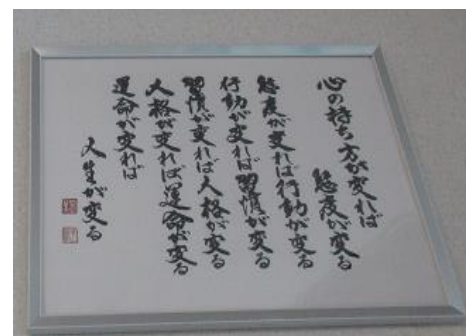 心の持ち方が変れば
態度が変る
態度が変れば行動が変る
行動が変れば習慣が変る
習慣が変れば人格が変る
人格が変れば運命が変る
運命が変れば
人生が変る